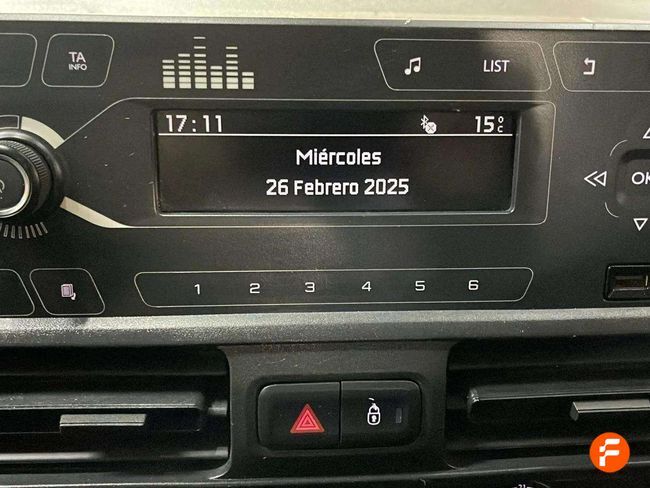 TA
INFO
LIST
17:11 15°C
Miércoles
26 Febrero 2025
OK
1 2 3 4 5 6